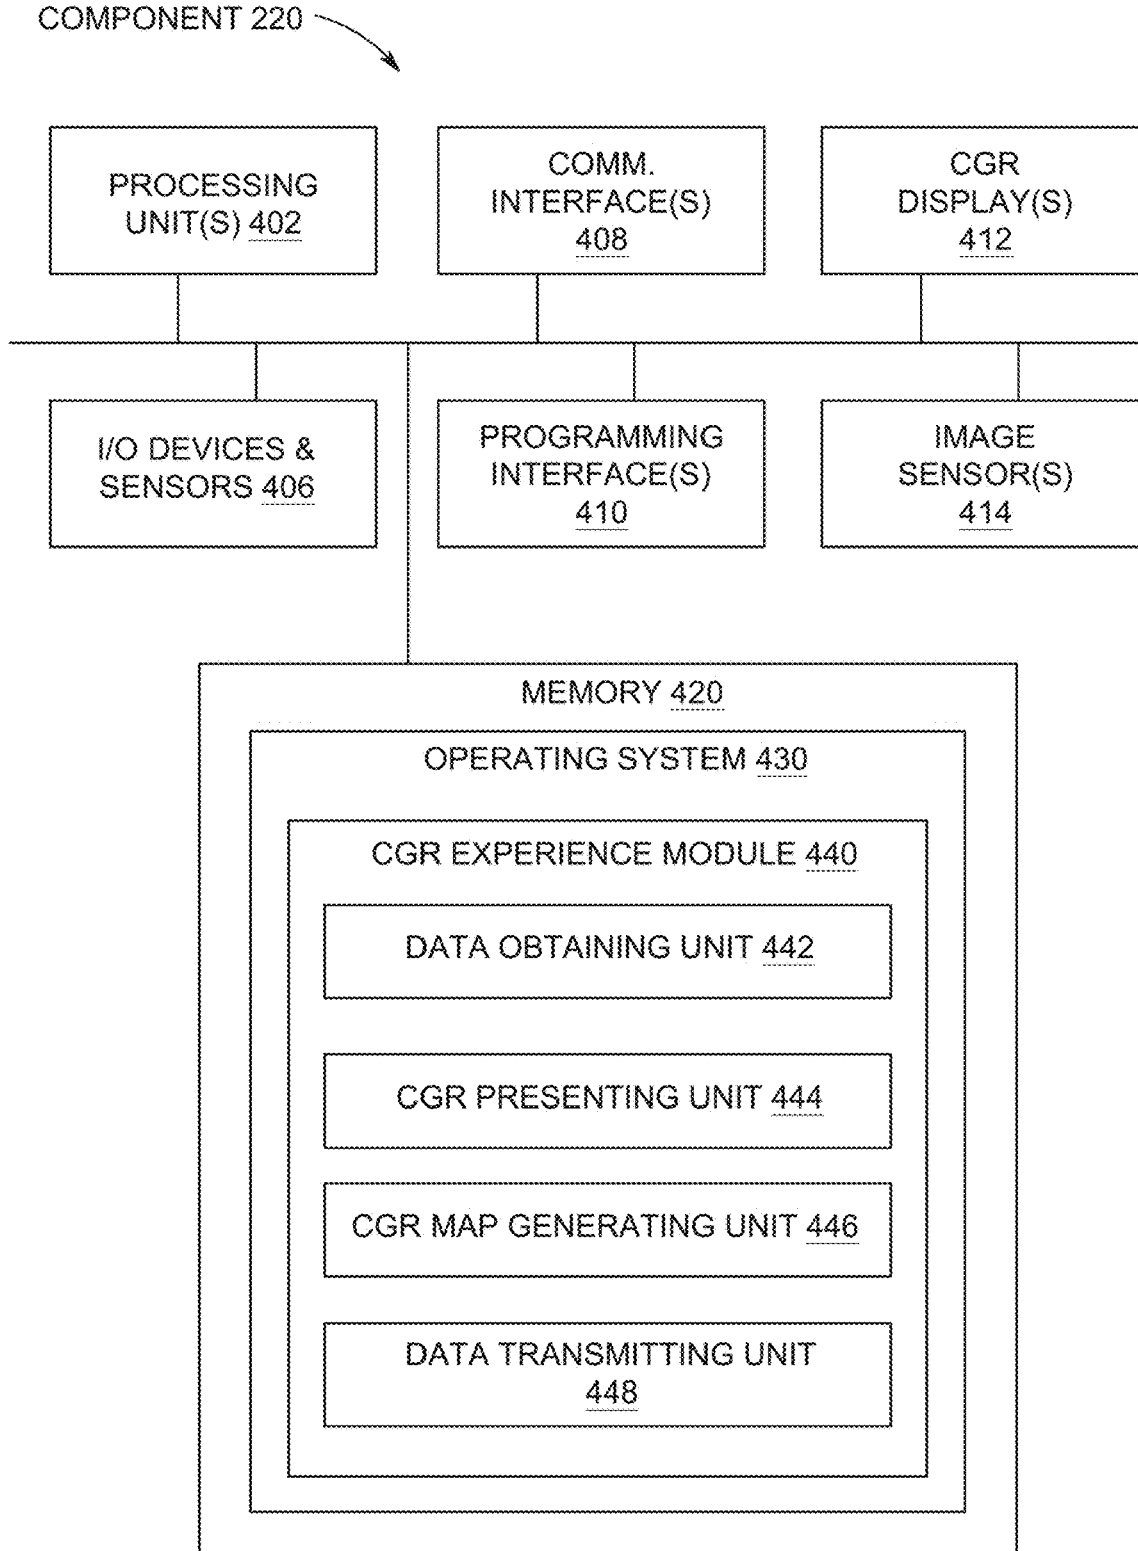 COMPONENT 220
PROCESSING
UNIT(S) 402
COMM.
INTERFACE(S)
408
CGR
DISPLAY(S)
412
I/O DEVICES &
SENSORS 406
PROGRAMMING
INTERFACE(S)
410
IMAGE
SENSOR(S)
414
MEMORY 420
OPERATING SYSTEM 430
CGR EXPERIENCE MODULE 440
DATA OBTAINING UNIT 442
CGR PRESENTING UNIT 444
CGR MAP GENERATING UNIT 446
DATA TRANSMITTING UNIT
448